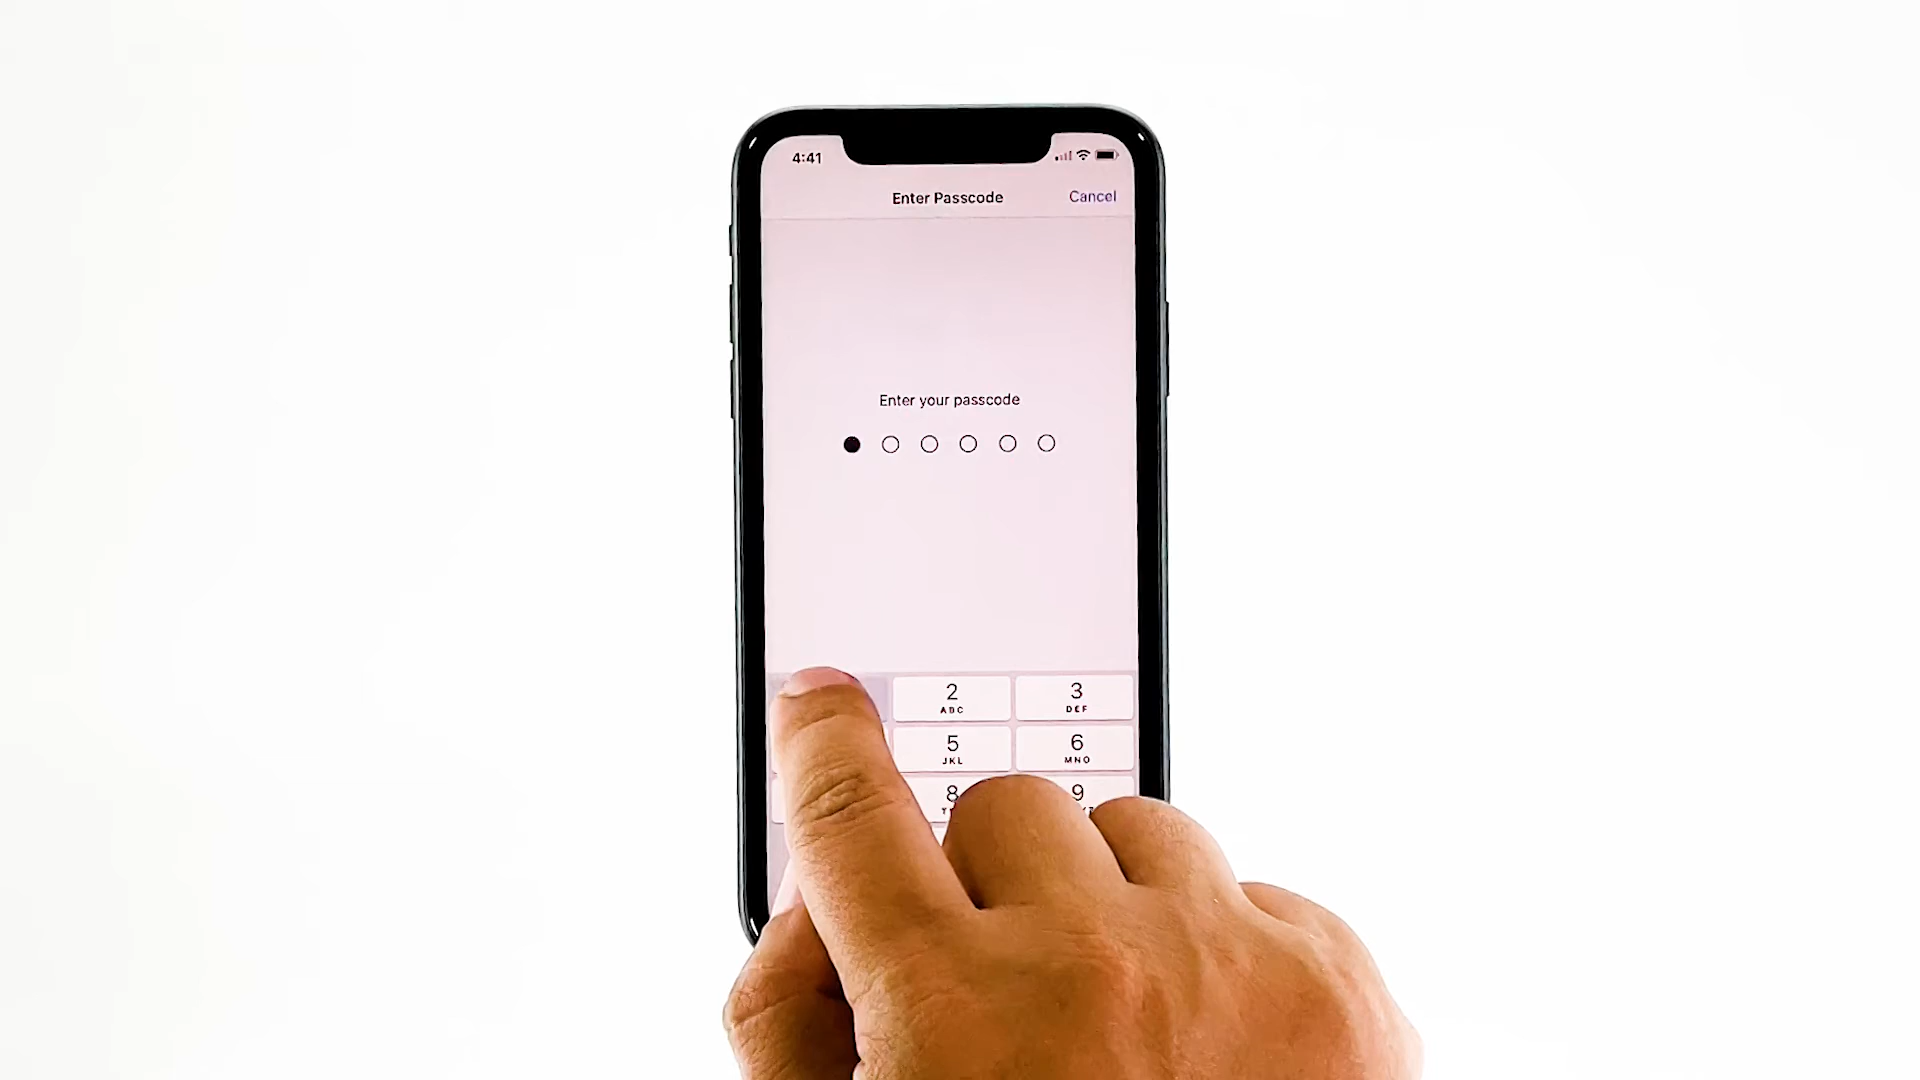 4:41
Enter Passcode
Cancel
Enter your passcode
2
ABC
3
DEF
5
JKL
6
MNO
8
9